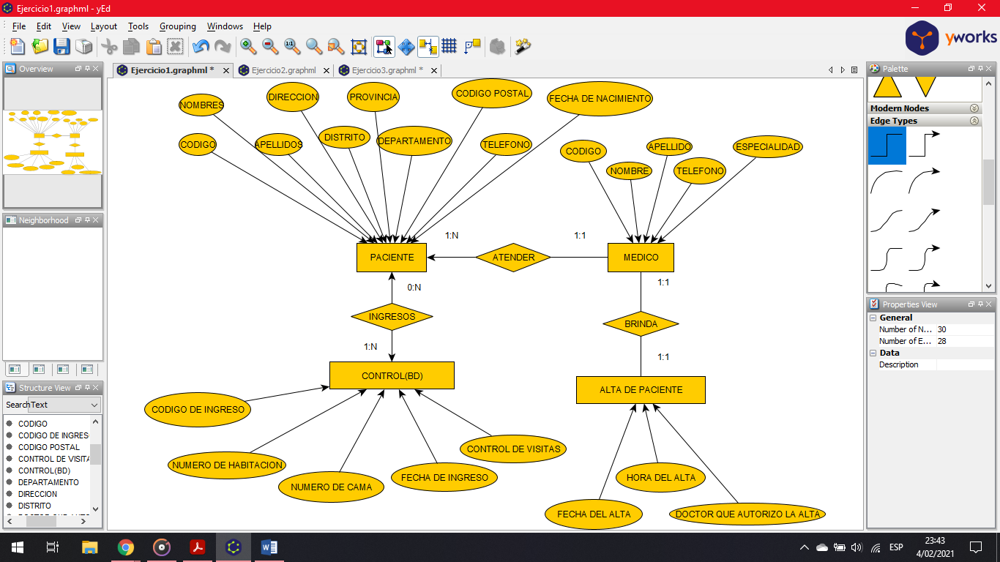 Ejercicio1.graphml - yEd
File Edit View Layout Tools Grouping Windows Help
yworks
Overview
Ejercicio1.graphml *
Ejercicio2.graphml
Ejercicio3.graphml *
Palette
Modern Nodes
Edge Types
NOMBRES
DIRECCION
PROVINCIA
CODIGO POSTAL
FECHA DE NACIMIENTO
CODIGO
APELLIDOS
DISTRITO
DEPARTAMENTO
TELEFONO
CODIGO
NOMBRE
APELLIDO
TELEFONO
ESPECIALIDAD
Neighborhood
1:N
1:1
PACIENTE
ATENDER
MEDICO
0:N
1:1
INGRESOS
BRINDA
1:N
1:1
CONTROL(BD)
ALTA DE PACIENTE
CODIGO DE INGRESO
NUMERO DE HABITACION
NUMERO DE CAMA
FECHA DE INGRESO
CONTROL DE VISITAS
FECHA DEL ALTA
HORA DEL ALTA
DOCTOR QUE AUTORIZO LA ALTA
Properties View
General
Number of N... 30
Number of E... 28
Data
Description
Structure View
Search Text
CODIGO
CODIGO DE INGRES
CODIGO POSTAL
CONTROL DE VISITA
CONTROL(BD)
DEPARTAMENTO
DIRECCION
DISTRITO
ESP
23:43
4/02/2021